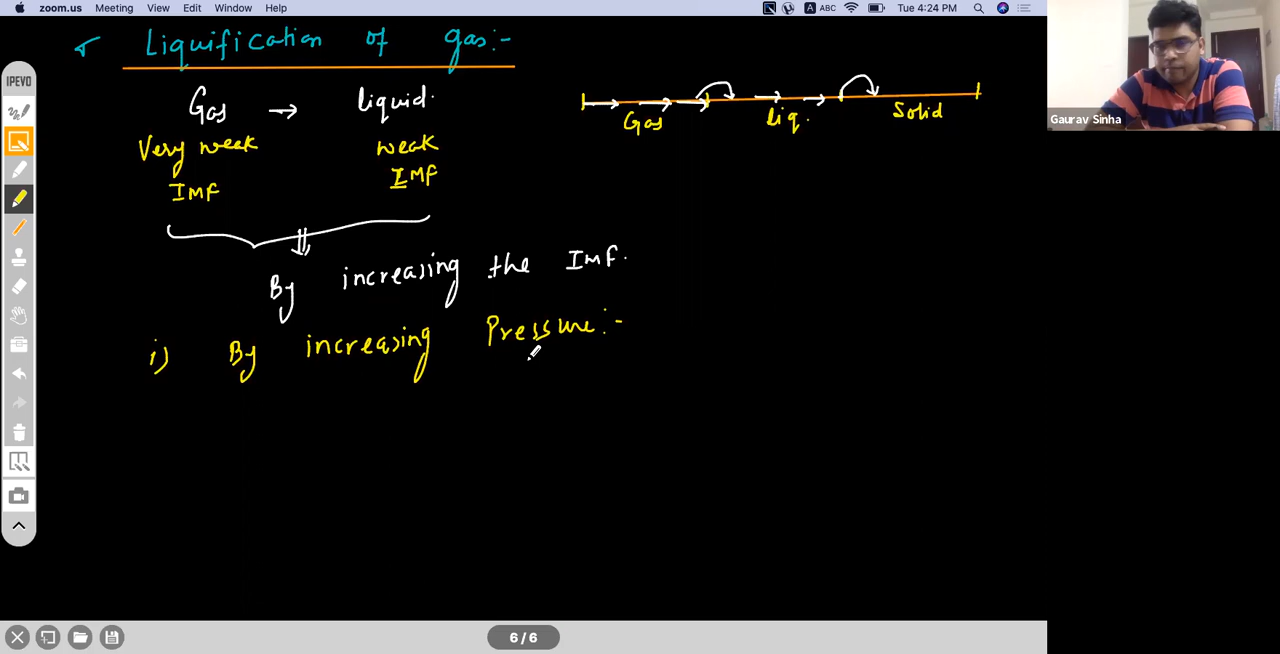 zoom.us Meeting View Edit Window Help A ABC Tue 4:24 PM
Liquification of gas:-
Gas → liquid.
Very weak IMF
weak IMF
Gas liq. Solid
By increasing the IMF.
i) By increasing Pressure:-
IPEVO
6/6
Gaurav Sinha